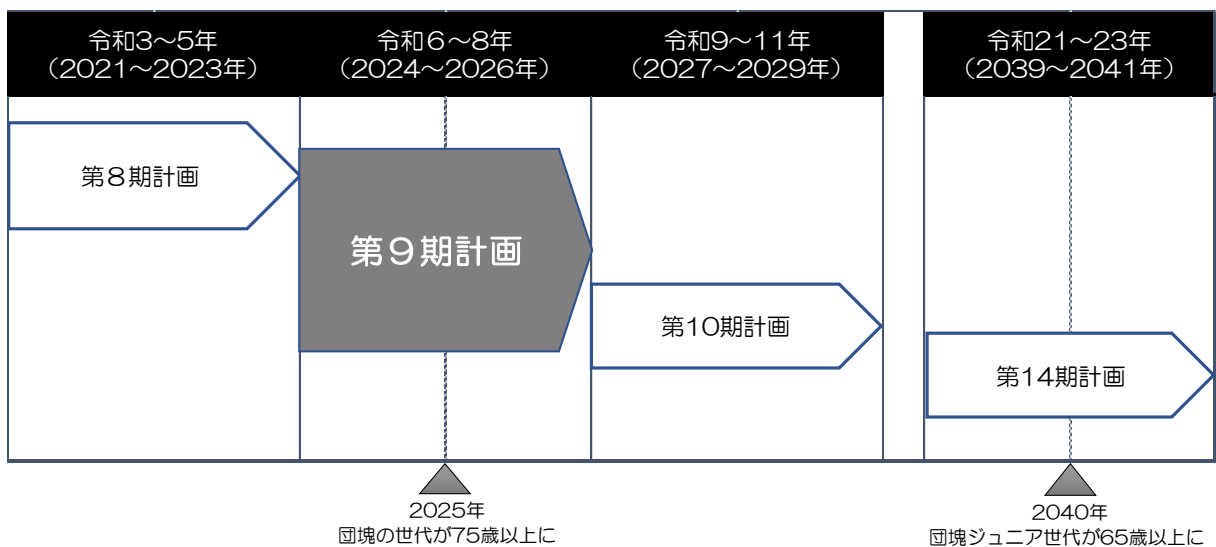 令和3～5年
（2021～2023年）
令和６～8年
（2024～2026年）
令和9～11年
（2027～2029年）
令和21～23年
（2039～2041年）
第８期計画
第９期計画
第10期計画
第14期計画
2025年
団塊の世代が75歳以上に
2040年
団塊ジュニア世代が65歳以上に